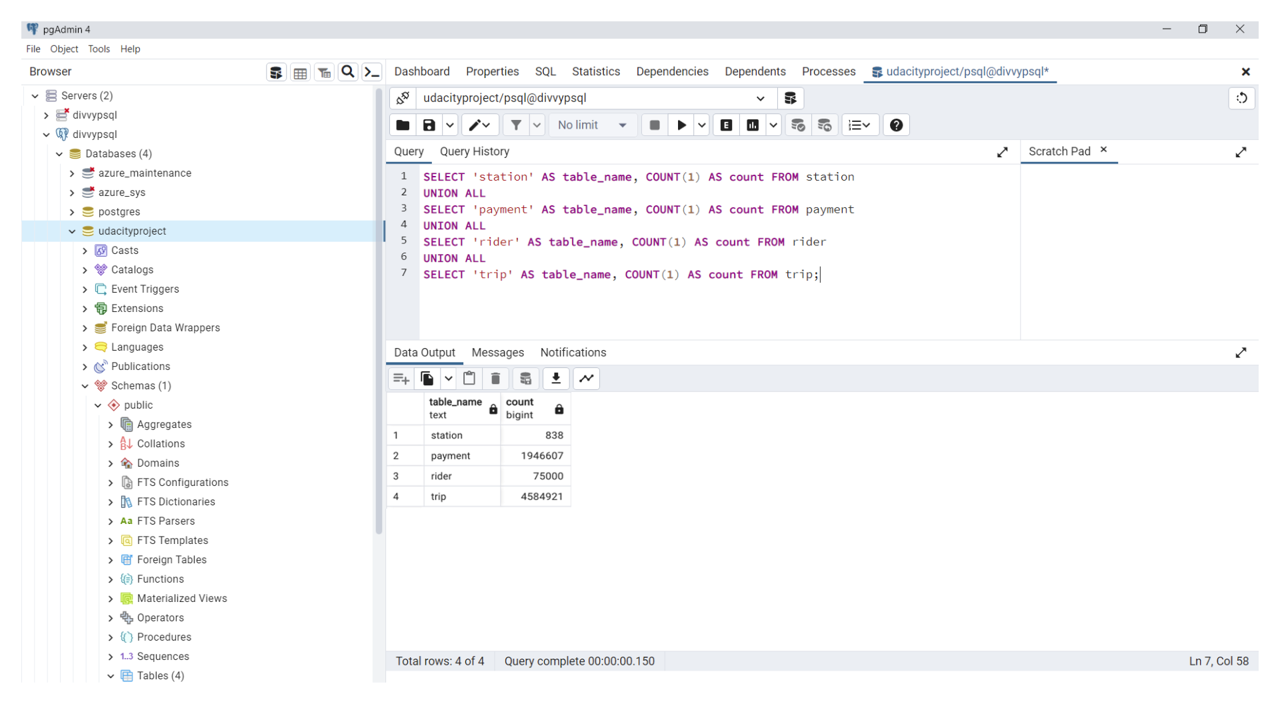 pgAdmin 4
File Object Tools Help
Browser
Dashboard Properties SQL Statistics Dependencies Dependents Processes udacityproject/psql@divvypsql*
Servers (2)
divvypsql
divvypsql
Databases (4)
azure_maintenance
azure_sys
postgres
udacityproject
Casts
Catalogs
Event Triggers
Extensions
Foreign Data Wrappers
Languages
Publications
Schemas (1)
public
Aggregates
Collations
Domains
FTS Configurations
FTS Dictionaries
Aa FTS Parsers
FTS Templates
Foreign Tables
Functions
Materialized Views
Operators
Procedures
1..3 Sequences
Tables (4)
udacityproject/psql@divvypsql
No limit
E
Query Query History
Scratch Pad
1 SELECT 'station' AS table_name, COUNT(1) AS count FROM station
2 UNION ALL
3 SELECT 'payment' AS table_name, COUNT(1) AS count FROM payment
4 UNION ALL
5 SELECT 'rider' AS table_name, COUNT(1) AS count FROM rider
6 UNION ALL
7 SELECT 'trip' AS table_name, COUNT(1) AS count FROM trip;
Data Output Messages Notifications
table_name count
text bigint
1 station 838
2 payment 1946607
3 rider 75000
4 trip 4584921
Total rows: 4 of 4 Query complete 00:00:00.150 Ln 7, Col 58